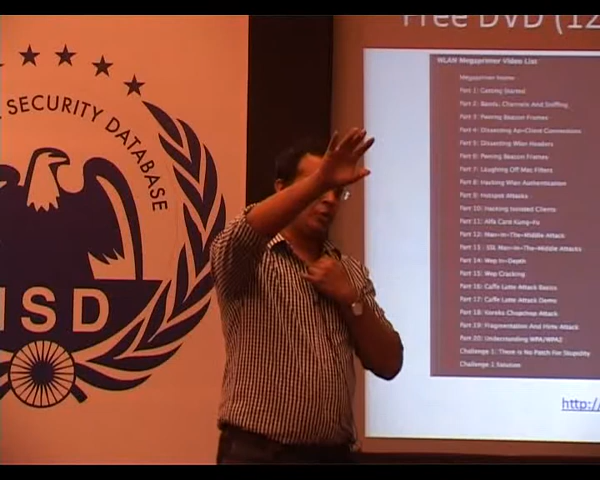 SECURITY DATABASE
ISD
Free DVD (12
WLAN Megaprimer Video List
Megaprimer Home
Part 1: Getting Started
Part 2: Bands, Channels And Sniffing
Part 3: Pwning Beacon Frames
Part 4: Dissecting Ap-Client Connections
Part 5: Dissecting Wlan Headers
Part 6: Pwning Beacon Frames
Part 7: Laughing Off Mac Filters
Part 8: Hacking Wlan Authentication
Part 9: Hotspot Attacks
Part 10: Hacking Isolated Clients
Part 11: Alfa Card Kung-Fu
Part 12: Man-In-The-Middle Attack
Part 13: SSL Man-In-The-Middle Attacks
Part 14: Wep In-Depth
Part 15: Wep Cracking
Part 16: Caffe Latte Attack Basics
Part 17: Caffe Latte Attack Demo
Part 18: Korek's Chopchop Attack
Part 19: Fragmentation And Hirte Attack
Part 20: Understanding WPA/WPA2
Challenge 1: There is No Patch For Stupidity
Challenge 1 Solution
http:/